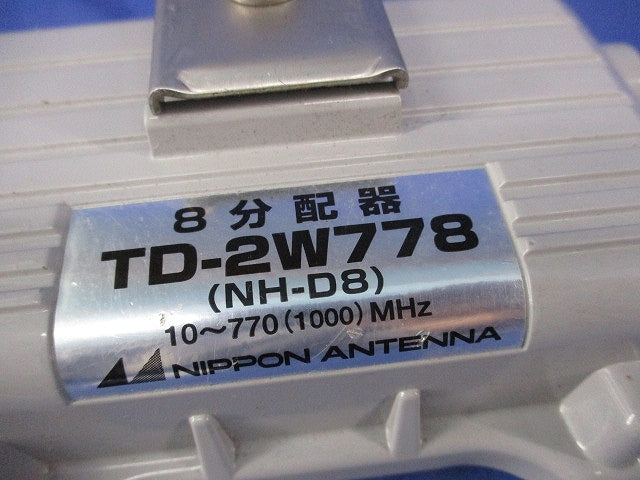 8分配器
TD-2W778
(NH-D8)
10～770(1000)MHz
NIPPON ANTENNA